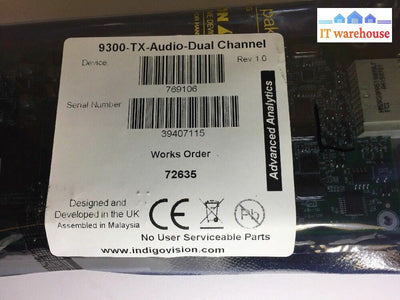 IT warehouse
9300-TX-Audio-Dual Channel
Device:
Rev 1.0
769106
Serial Number
39407115
Works Order
72635
Advanced Analytics
Designed and
Developed in the UK
Assembled in Malaysia
CE
Pb
No User Serviceable Parts
www.indigovision.com